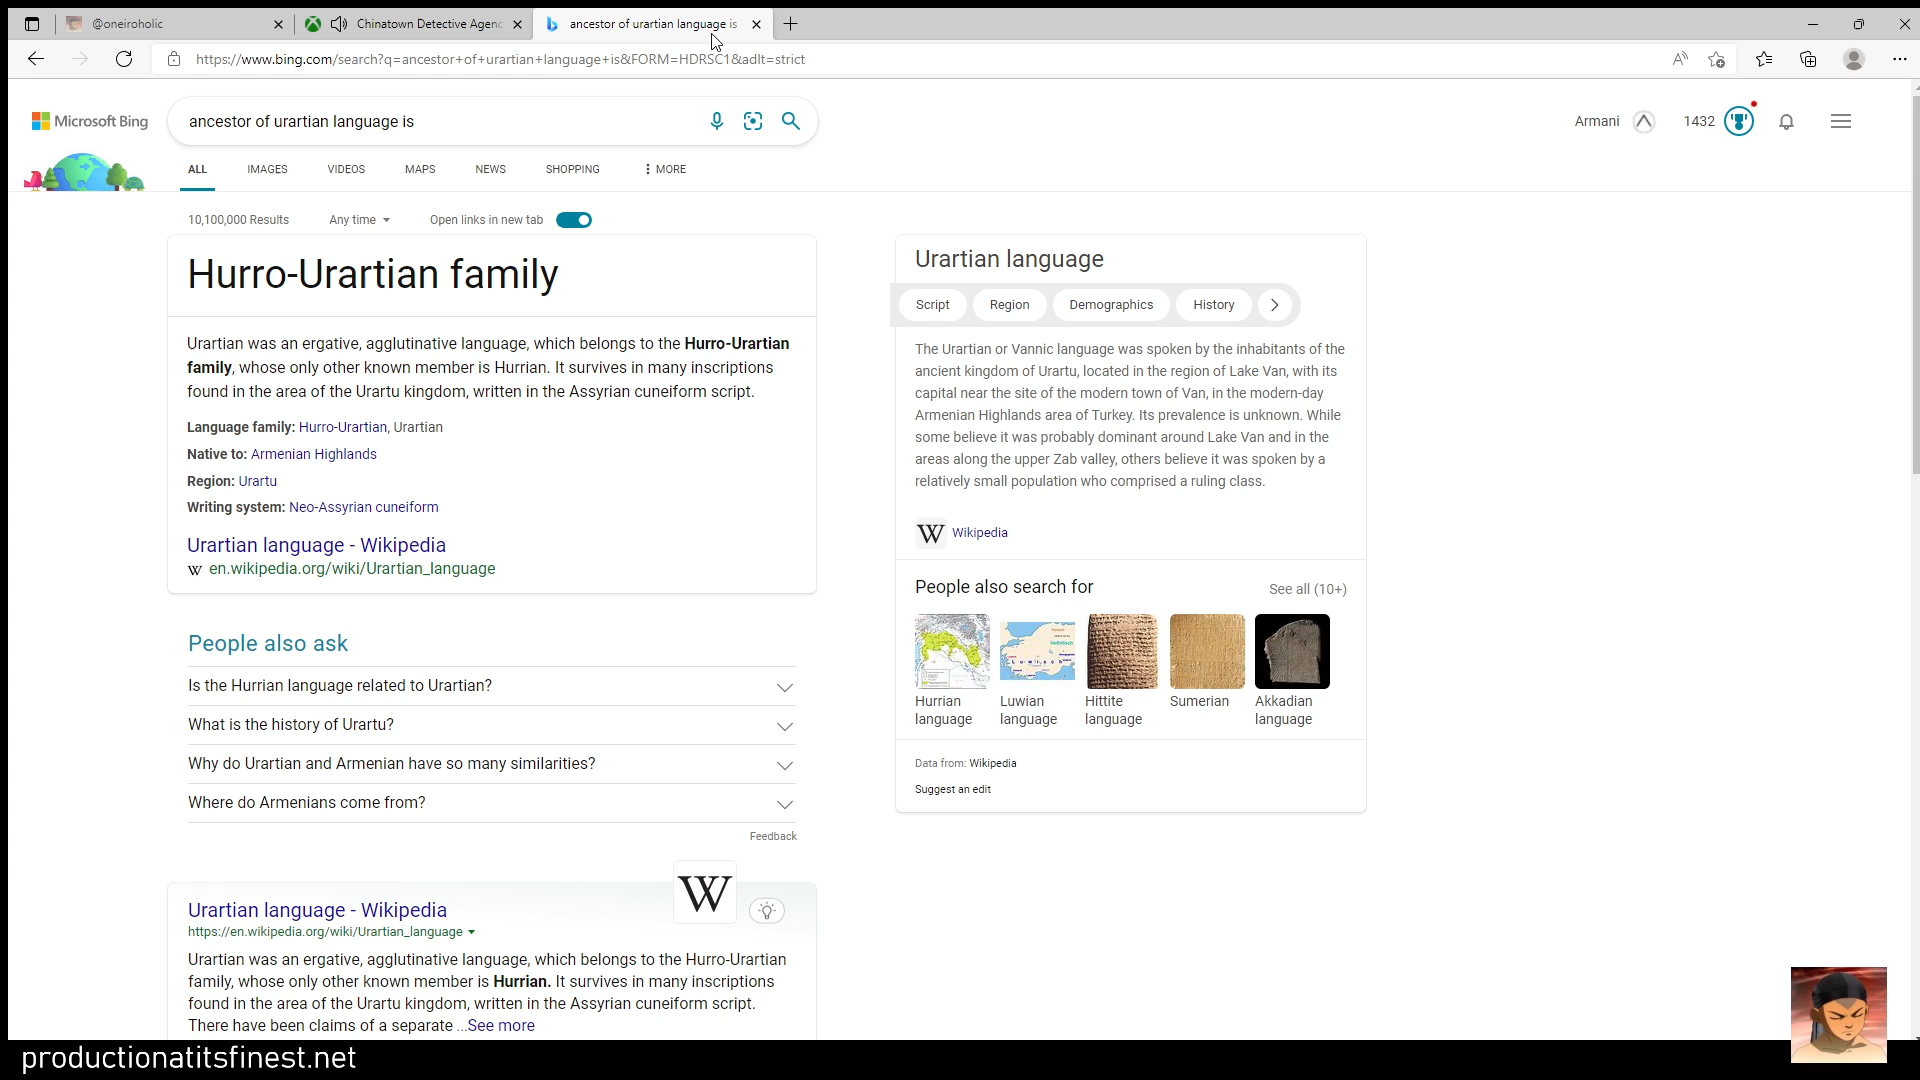 @oneiroholic
Chinatown Detective Agenc
ancestor of urartian language is
https://www.bing.com/search?q=ancestor+of+urartian+language+is&FORM=HDRSC1&adlt=strict
Microsoft Bing
ancestor of urartian language is
Armani
1432
ALL IMAGES VIDEOS MAPS NEWS SHOPPING MORE
10,100,000 Results Any time Open links in new tab
Hurro-Urartian family
Urartian was an ergative, agglutinative language, which belongs to the Hurro-Urartian
family, whose only other known member is Hurrian. It survives in many inscriptions
found in the area of the Urartu kingdom, written in the Assyrian cuneiform script.
Language family: Hurro-Urartian, Urartian
Native to: Armenian Highlands
Region: Urartu
Writing system: Neo-Assyrian cuneiform
Urartian language - Wikipedia
W en.wikipedia.org/wiki/Urartian_language
People also ask
Is the Hurrian language related to Urartian?
What is the history of Urartu?
Why do Urartian and Armenian have so many similarities?
Where do Armenians come from?
Feedback
W
Urartian language - Wikipedia
https://en.wikipedia.org/wiki/Urartian_language
Urartian was an ergative, agglutinative language, which belongs to the Hurro-Urartian
family, whose only other known member is Hurrian. It survives in many inscriptions
found in the area of the Urartu kingdom, written in the Assyrian cuneiform script.
There have been claims of a separate ...See more
Urartian language
Script Region Demographics History
The Urartian or Vannic language was spoken by the inhabitants of the
ancient kingdom of Urartu, located in the region of Lake Van, with its
capital near the site of the modern town of Van, in the modern-day
Armenian Highlands area of Turkey. Its prevalence is unknown. While
some believe it was probably dominant around Lake Van and in the
areas along the upper Zab valley, others believe it was spoken by a
relatively small population who comprised a ruling class.
W Wikipedia
People also search for See all (10+)
Hurrian
language
Luwian
language
Hittite
language
Sumerian
Akkadian
language
Data from: Wikipedia
Suggest an edit
productionatitsfinest.net